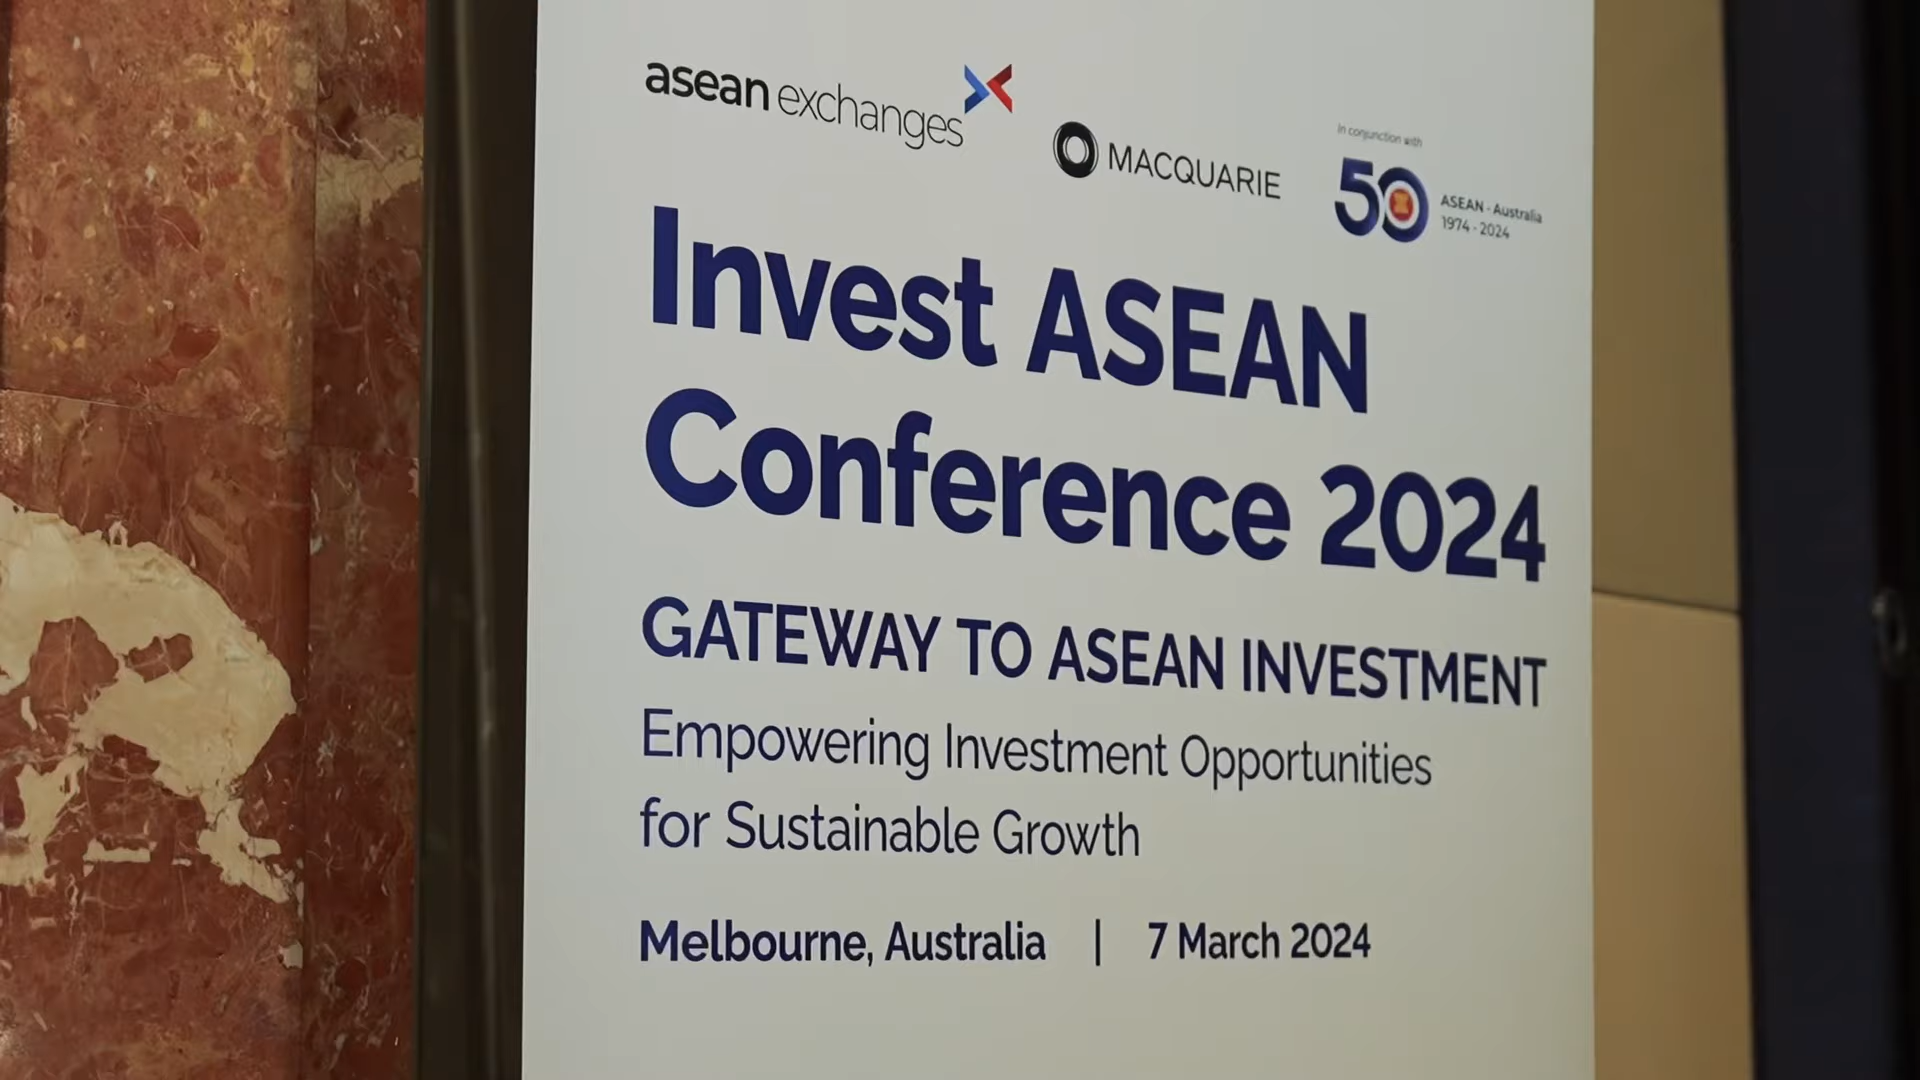 asean exchanges
MACQUARIE
In conjunction with
50
ASEAN - Australia
1974 - 2024
Invest ASEAN
Conference 2024
GATEWAY TO ASEAN INVESTMENT
Empowering Investment Opportunities
for Sustainable Growth
Melbourne, Australia | 7 March 2024